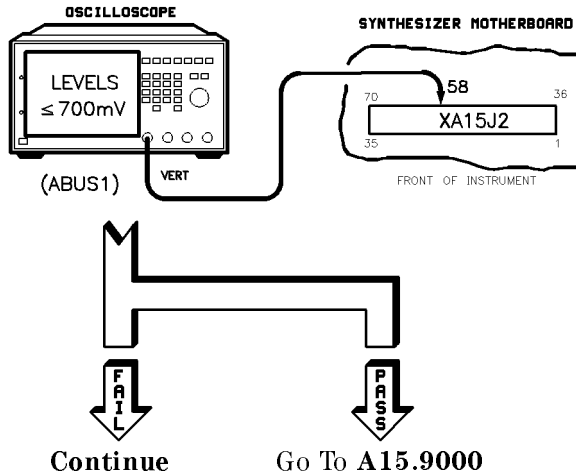 OSCILLOSCOPE
SYNTHESIZER MOTHERBOARD
LEVELS
≤ 700mV
58
70
36
XA15J2
35
1
(ABUS1)
VERT
FRONT OF INSTRUMENT
FAIL
PASS
Continue
Go To A15.9000